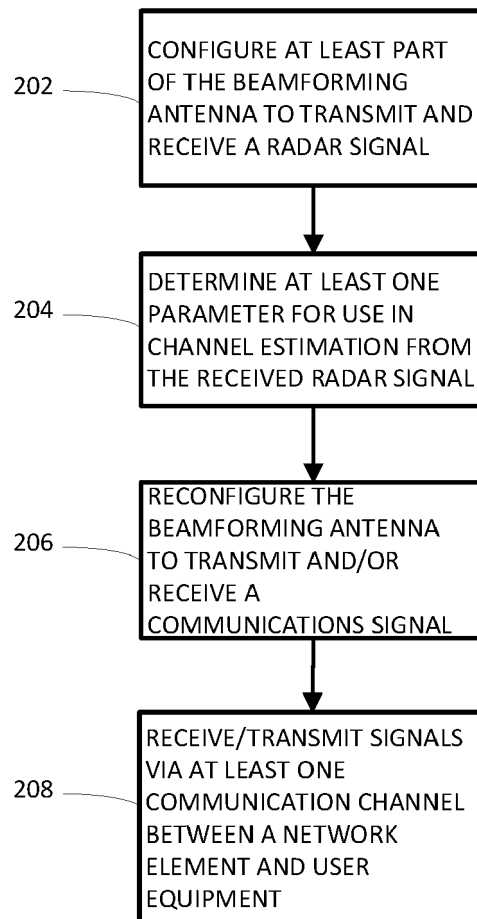 202
CONFIGURE AT LEAST PART
OF THE BEAMFORMING
ANTENNA TO TRANSMIT AND
RECEIVE A RADAR SIGNAL
204
DETERMINE AT LEAST ONE
PARAMETER FOR USE IN
CHANNEL ESTIMATION FROM
THE RECEIVED RADAR SIGNAL
206
RECONFIGURE THE
BEAMFORMING ANTENNA
TO TRANSMIT AND/OR
RECEIVE A
COMMUNICATIONS SIGNAL
208
RECEIVE/TRANSMIT SIGNALS
VIA AT LEAST ONE
COMMUNICATION CHANNEL
BETWEEN A NETWORK
ELEMENT AND USER
EQUIPMENT